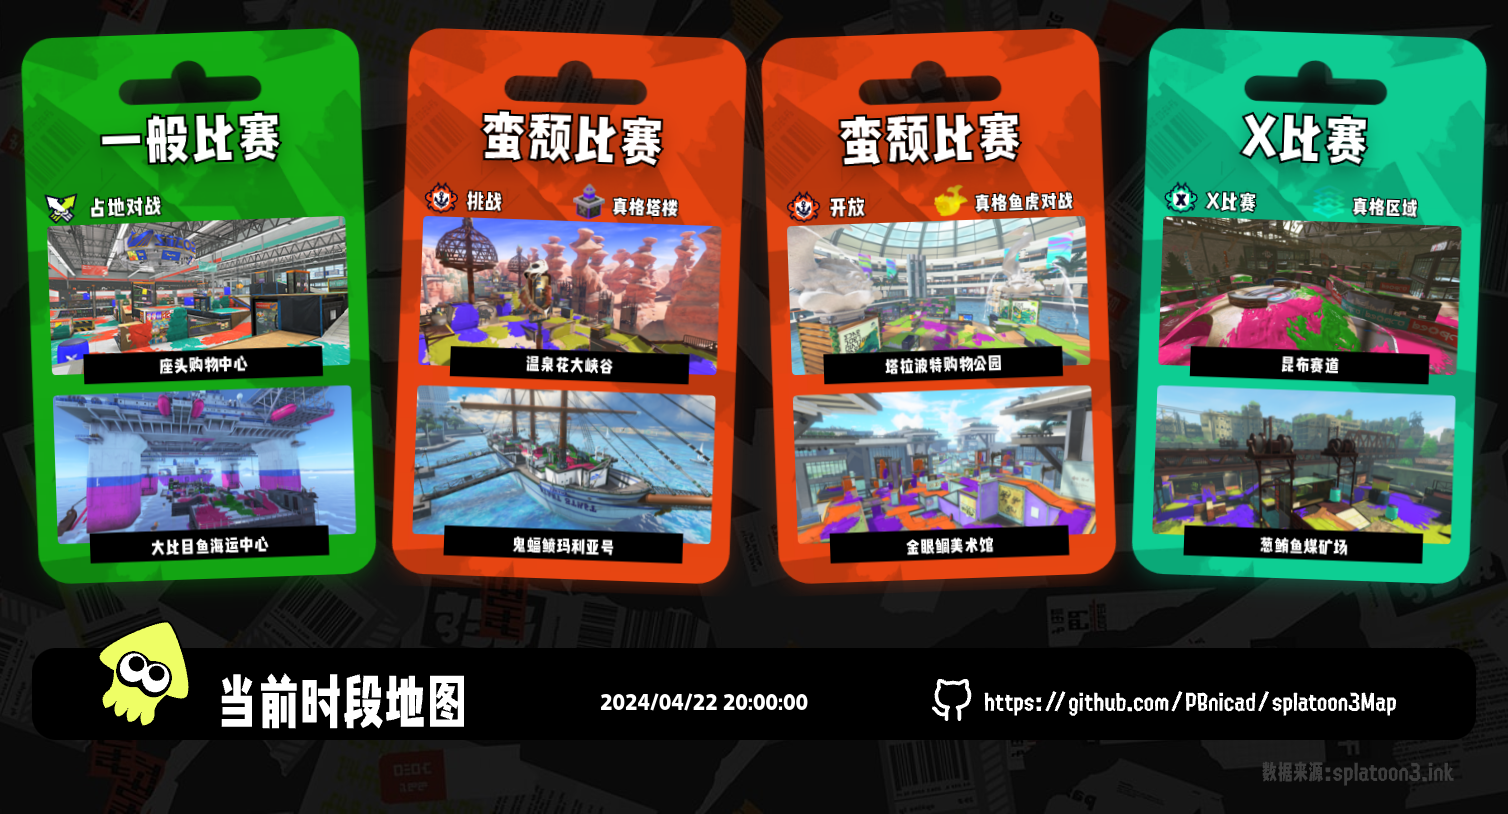 一般比赛
占地对战
座头购物中心
大比目鱼海运中心
蛮颓比赛
挑战
真格塔楼
温泉花大峡谷
鬼蝠鲼玛利亚号
蛮颓比赛
开放
真格鱼虎对战
塔拉波特购物公园
金眼鲷美术馆
X比赛
X比赛
真格区域
昆布赛道
葱鲔鱼煤矿场
当前时段地图
2024/04/22 20:00:00
https://github.com/PBnicad/splatoon3Map
数据来源:splatoon3.ink